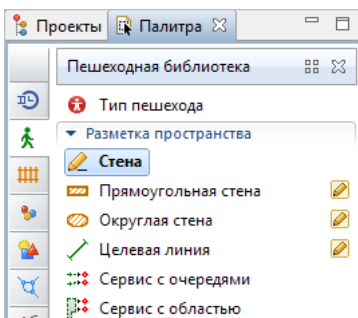 Проекты Палитра
Пешеходная библиотека
Тип пешехода
Разметка пространства
Стена
Прямоугольная стена
Округлая стена
Целевая линия
Сервис с очередями
Сервис с областью